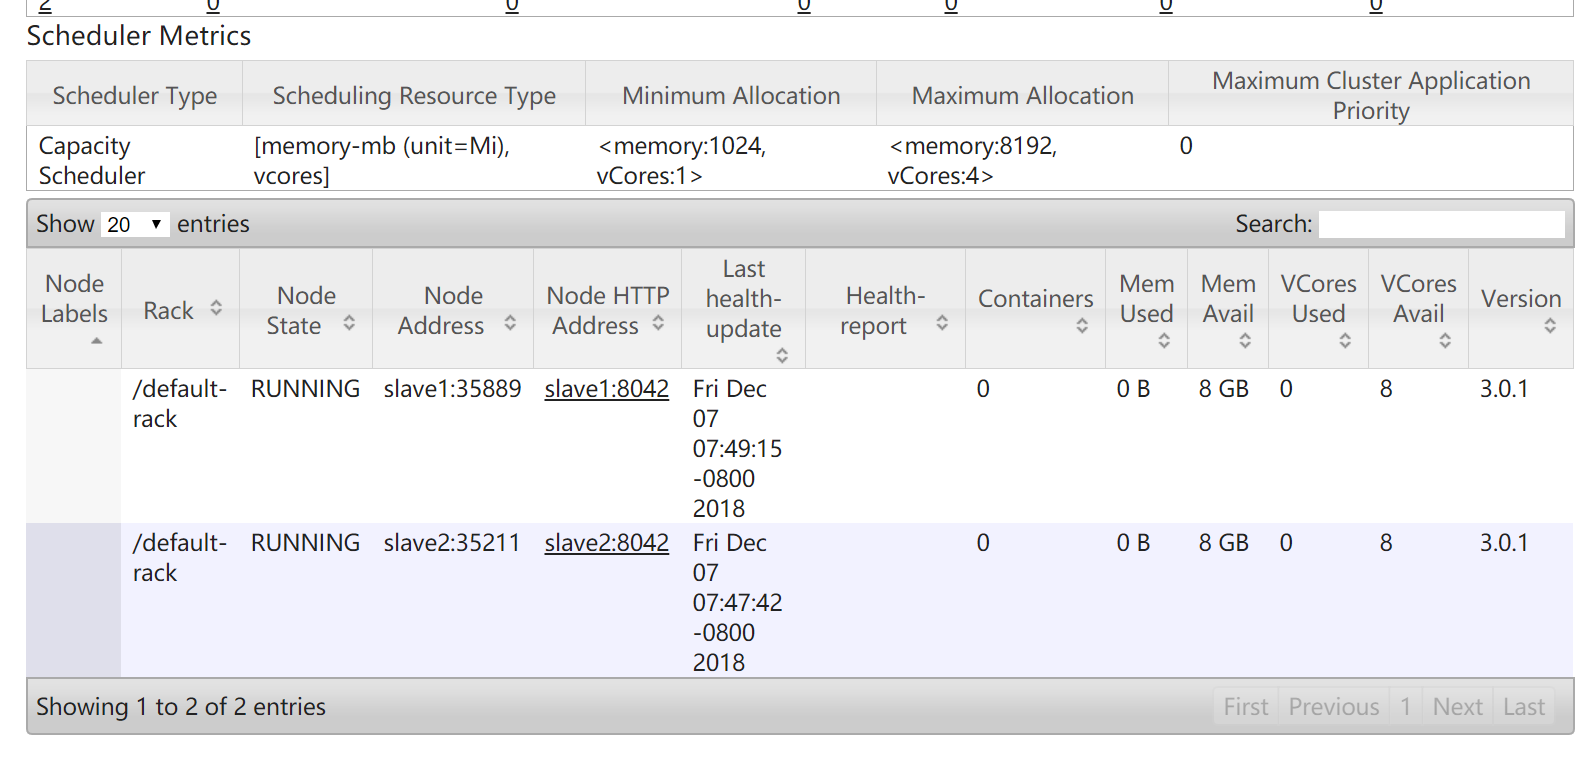 2 0 0 0 0 0 0
Scheduler Metrics
Scheduler Type Scheduling Resource Type Minimum Allocation Maximum Allocation Maximum Cluster Application
Priority
Capacity [memory-mb (unit=Mi), <memory:1024, <memory:8192, 0
Scheduler vcores] vCores:1> vCores:4>
Show 20 entries Search:
Node
Labels
Rack
Node
State
Node
Address
Node HTTP
Address
Last
health-
update
Health-
report
Containers
Mem
Used
Mem
Avail
VCores
Used
VCores
Avail
Version
/default- RUNNING slave1:35889 slave1:8042 Fri Dec 0 0 B 8 GB 0 8 3.0.1
rack 07
07:49:15
-0800
2018
/default- RUNNING slave2:35211 slave2:8042 Fri Dec 0 0 B 8 GB 0 8 3.0.1
rack 07
07:47:42
-0800
2018
Showing 1 to 2 of 2 entries First Previous 1 Next Last